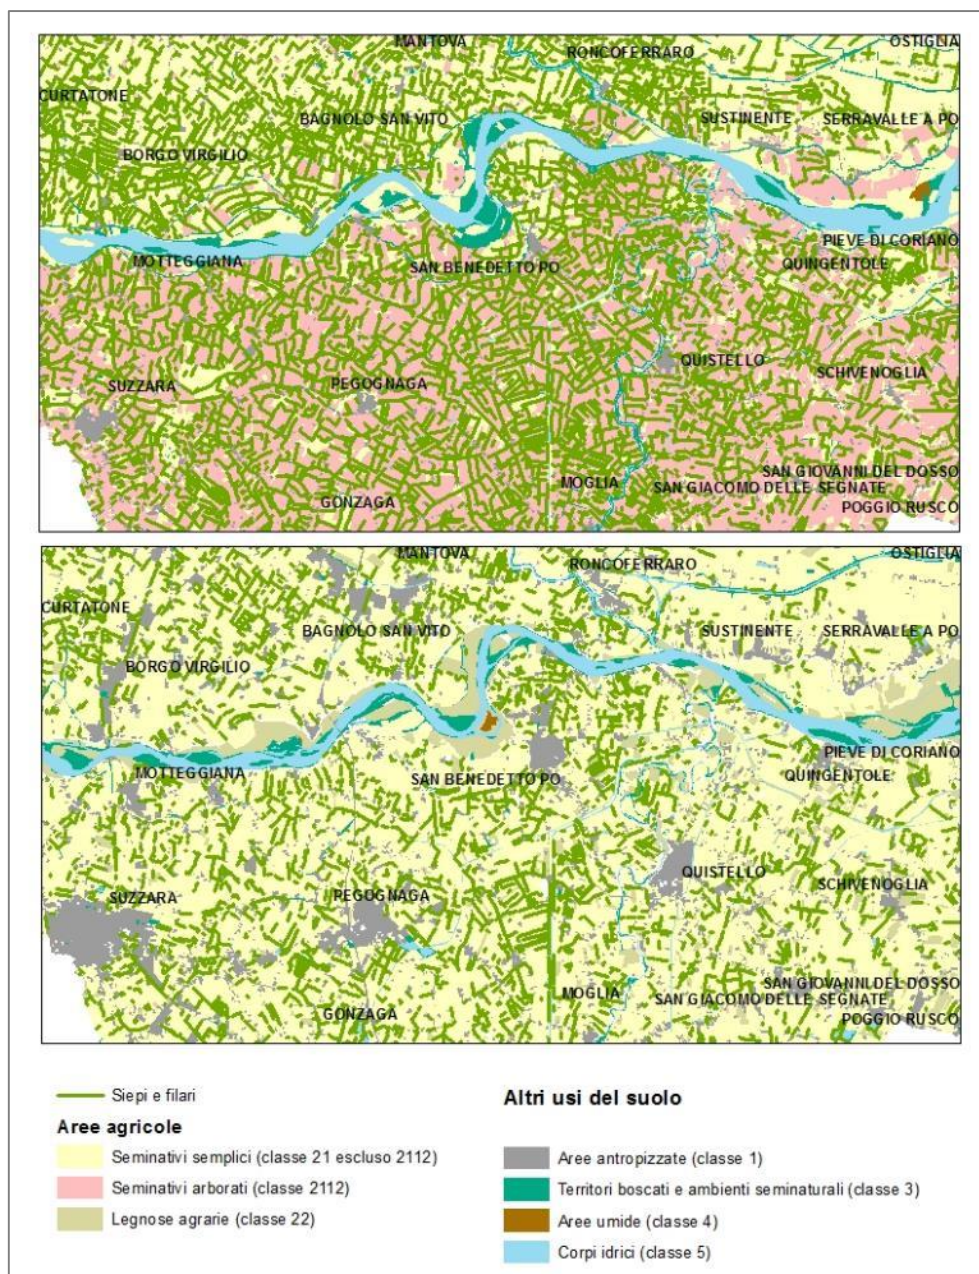 MANTOVA
RONCOFERRARO
OSTIGLIA
CURTATONE
BAGNOLO SAN VITO
SUSTINENTE
SERRAVALLE A PO
BORGO VIRGILIO
MOTTEGGIANA
SAN BENEDETTO PO
PIEVE DI CORIANO
QUINGENTOLE
SUZZARA
PEGOGNAGA
QUISTELLO
SCHIVENOGLIA
GONZAGA
MOGLIA
SAN GIOVANNI DEL DOSSO
SAN GIACOMO DELLE SEGNATE
POGGIO RUSCO
MANTOVA
RONCOFERRARO
OSTIGLIA
CURTATONE
BAGNOLO SAN VITO
SUSTINENTE
SERRAVALLE A PO
BORGO VIRGILIO
MOTTEGGIANA
SAN BENEDETTO PO
PIEVE DI CORIANO
QUINGENTOLE
SUZZARA
PEGOGNAGA
QUISTELLO
SCHIVENOGLIA
GONZAGA
MOGLIA
SAN GIOVANNI DEL DOSSO
SAN GIACOMO DELLE SEGNATE
POGGIO RUSCO
Siepi e filari
Aree agricole
Seminativi semplici (classe 21 escluso 2112)
Seminativi arborati (classe 2112)
Legnose agrarie (classe 22)
Altri usi del suolo
Aree antropizzate (classe 1)
Territori boscati e ambienti seminaturali (classe 3)
Aree umide (classe 4)
Corpi idrici (classe 5)